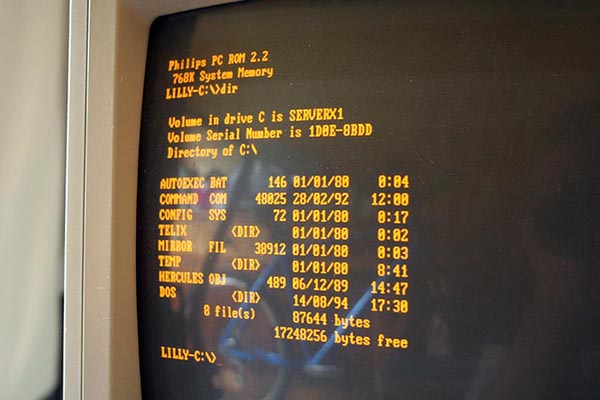 Philips PC ROM 2.2
768K System Memory
LILLY-C:\>dir
Volume in drive C is SERVERX1
Volume Serial Number is 1D0E-8BDD
Directory of C:\
AUTOEXEC BAT 146 01/01/80 0:04
COMMAND COM 48025 28/02/92 12:00
CONFIG SYS 72 01/01/80 0:17
TELIX <DIR> 01/01/80 0:02
MIRROR FIL 38912 01/01/80 0:03
TEMP <DIR> 01/01/80 8:41
HERCULES OBJ 489 06/12/89 14:47
DOS <DIR> 14/08/94 17:30
8 file(s) 87644 bytes
17248256 bytes free
LILLY-C:\>